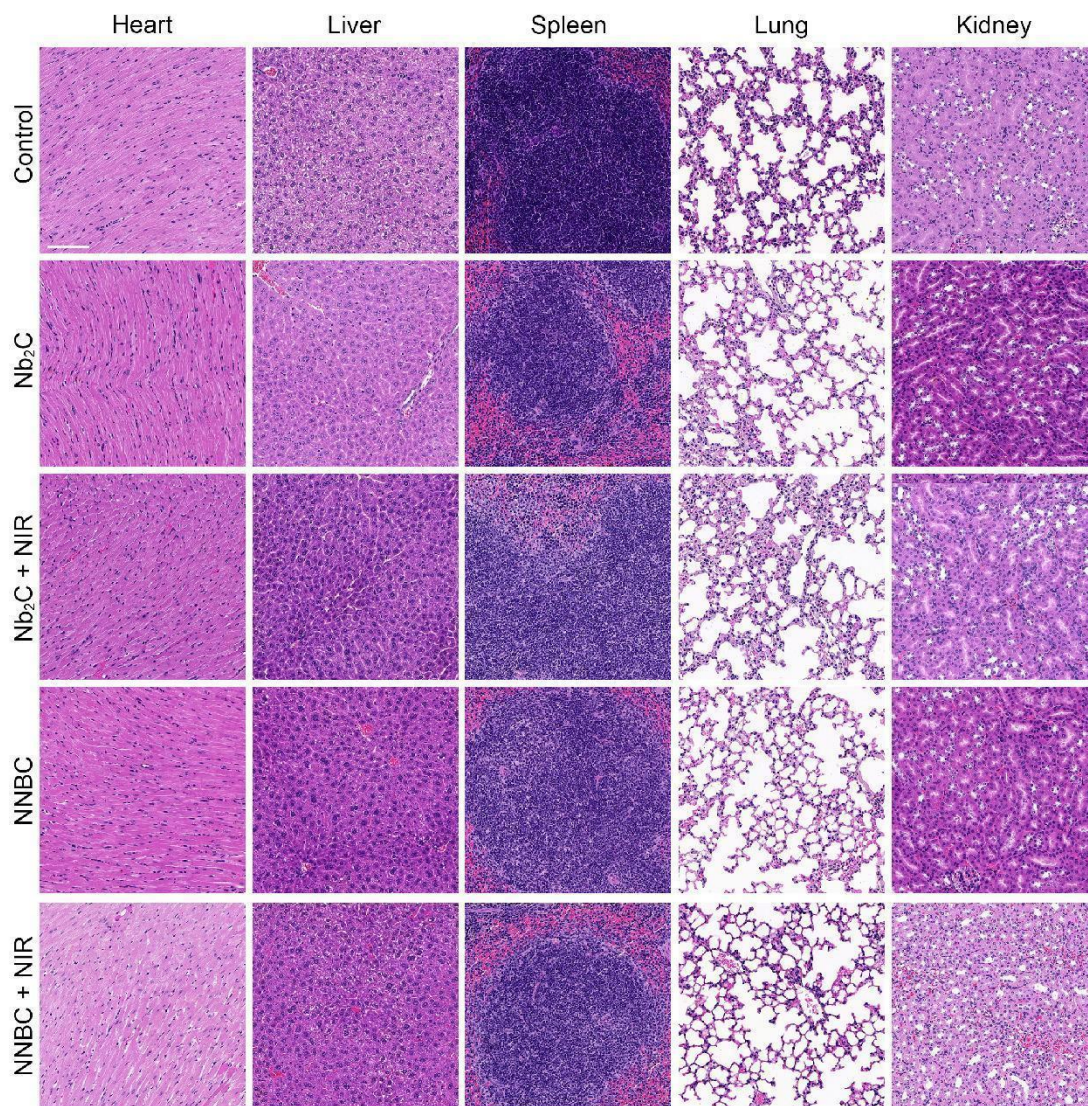 Heart Liver Spleen Lung Kidney
Control
Nb₂C
Nb₂C + NIR
NNBC
NNBC + NIR